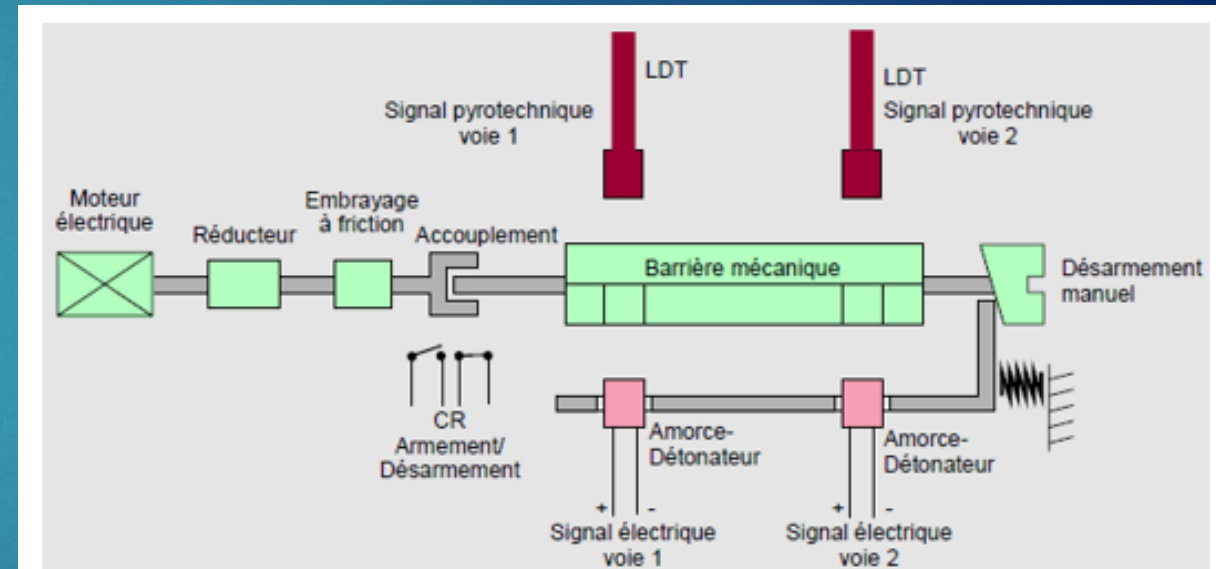 LDT
Signal pyrotechnique
voie 1
LDT
Signal pyrotechnique
voie 2
Moteur
électrique
Réducteur
Embrayage
à friction
Accouplement
Barrière mécanique
Désarmement
manuel
CR
Armement/
Désarmement
Amorce-
Détonateur
Amorce-
Détonateur
+ -
Signal électrique
voie 1
+ -
Signal électrique
voie 2